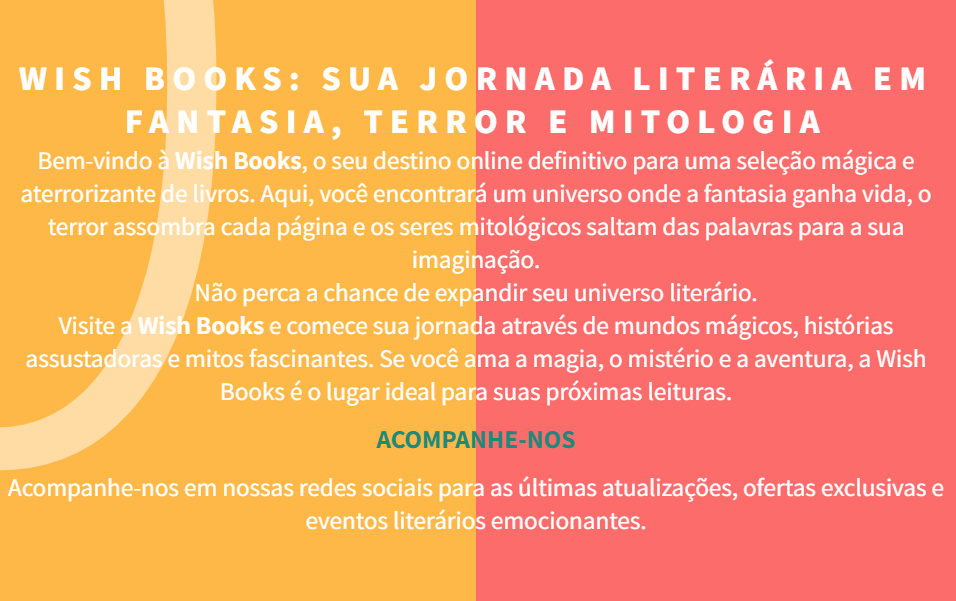 WISH BOOKS: SUA JORNADA LITERÁRIA EM
FANTASIA, TERROR E MITOLOGIA
Bem-vindo à Wish Books, o seu destino online definitivo para uma seleção mágica e
aterrorizante de livros. Aqui, você encontrará um universo onde a fantasia ganha vida, o
terror assombra cada página e os seres mitológicos saltam das palavras para a sua
imaginação.
Não perca a chance de expandir seu universo literário.
Visite a Wish Books e comece sua jornada através de mundos mágicos, histórias
assustadoras e mitos fascinantes. Se você ama a magia, o mistério e a aventura, a Wish
Books é o lugar ideal para suas próximas leituras.
ACOMPANHE-NOS
Acompanhe-nos em nossas redes sociais para as últimas atualizações, ofertas exclusivas e
eventos literários emocionantes.